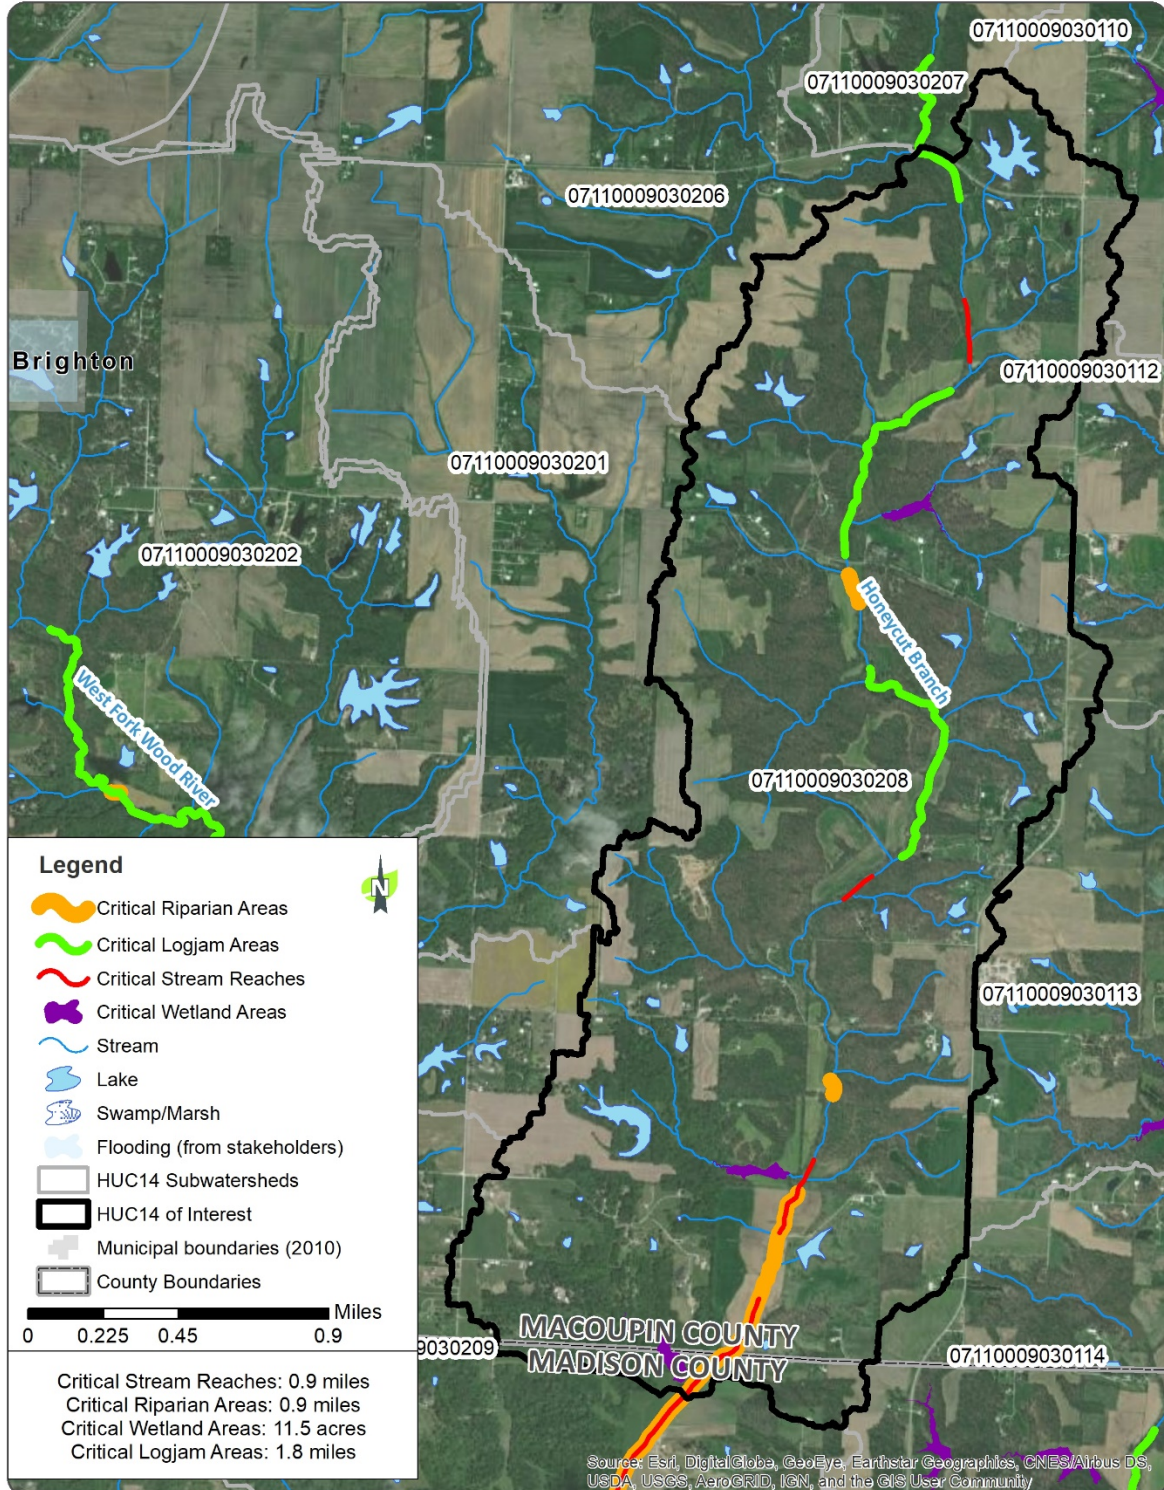 07110009030110
07110009030207
07110009030206
Brighton
07110009030112
07110009030201
07110009030202
Honeycut Branch
West Fork Wood River
07110009030208
07110009030113
MACOUPIN COUNTY
9030209
MADISON COUNTY
07110009030114
Legend
N
Critical Riparian Areas
Critical Logjam Areas
Critical Stream Reaches
Critical Wetland Areas
Stream
Lake
Swamp/Marsh
Flooding (from stakeholders)
HUC14 Subwatersheds
HUC14 of Interest
Municipal boundaries (2010)
County Boundaries
Miles
0 0.225 0.45 0.9
Critical Stream Reaches: 0.9 miles
Critical Riparian Areas: 0.9 miles
Critical Wetland Areas: 11.5 acres
Critical Logjam Areas: 1.8 miles
Source: Esri, DigitalGlobe, GeoEye, Earthstar Geographics, CNES/Airbus DS,
USDA, USGS, AeroGRID, IGN, and the GIS User Community